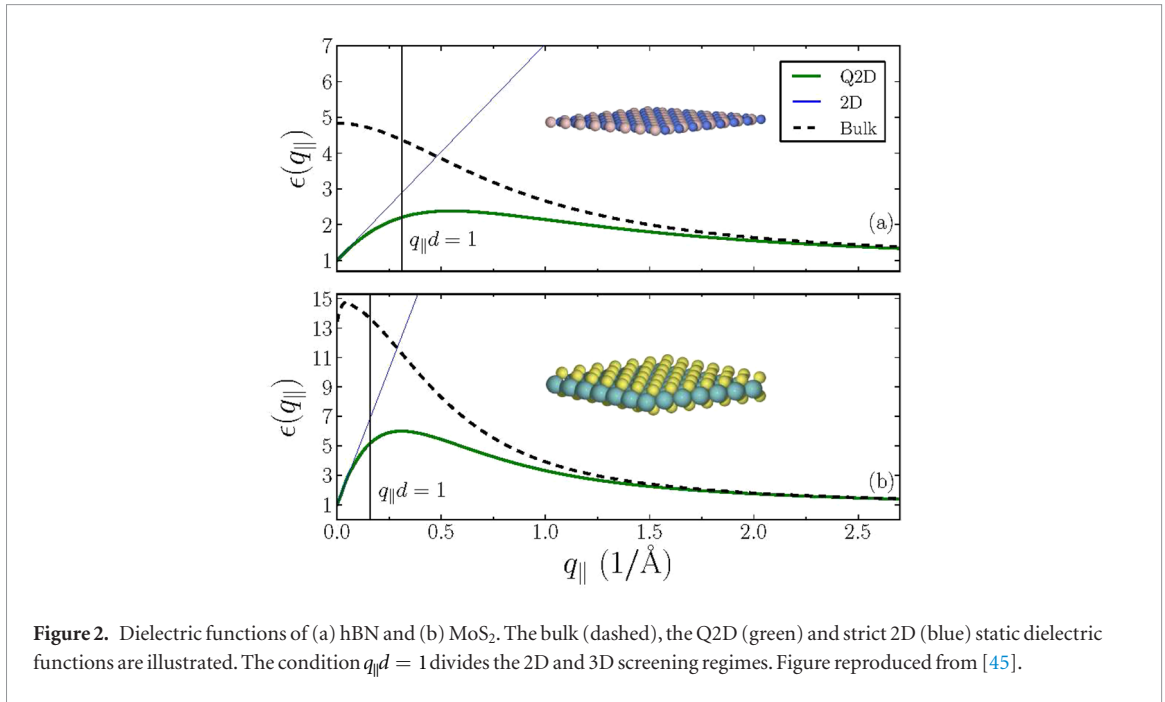 7
6
5
4
3
2
1
ϵ(q∥)
Q2D
2D
Bulk
q∥d = 1
(a)
15
13
11
9
7
5
3
1
ϵ(q∥)
q∥d = 1
(b)
0.0 0.5 1.0 1.5 2.0 2.5
q∥ (1/Å)
Figure 2. Dielectric functions of (a) hBN and (b) MoS₂. The bulk (dashed), the Q2D (green) and strict 2D (blue) static dielectric
functions are illustrated. The condition q∥d = 1 divides the 2D and 3D screening regimes. Figure reproduced from [45].